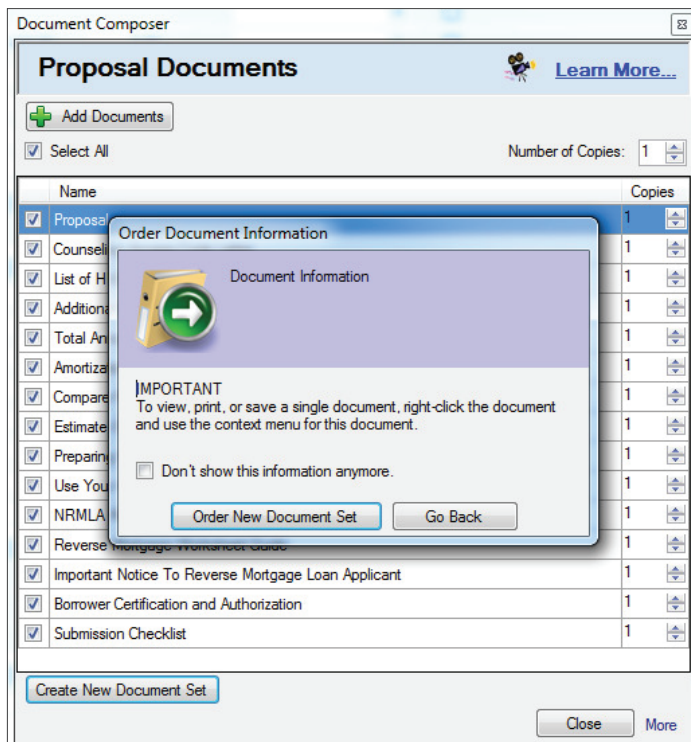 Document Composer
Proposal Documents
Learn More...
Add Documents
Select All
Number of Copies: 1
Name Copies
Proposal 1
Order Document Information
1
List of 1
Document Information
1
Total 1
1
IMPORTANT
To view, print, or save a single document, right-click the document
and use the context menu for this document.
Compare 1
Estimate 1
Preparing 1
Don't show this information anymore.
Use You 1
Order New Document Set Go Back
NRMLA 1
Reverse Mortgage Worksheet Guide 1
Important Notice To Reverse Mortgage Loan Applicant 1
Borrower Certification and Authorization 1
Submission Checklist 1
Create New Document Set
Close More